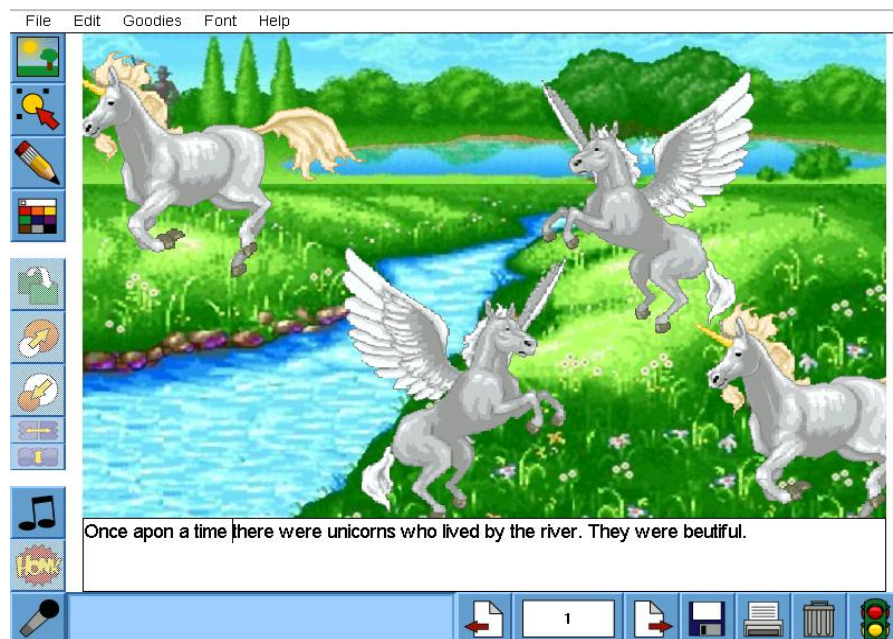 File Edit Goodies Font Help
HONK
Once apon a time there were unicorns who lived by the river. They were beutiful.
1